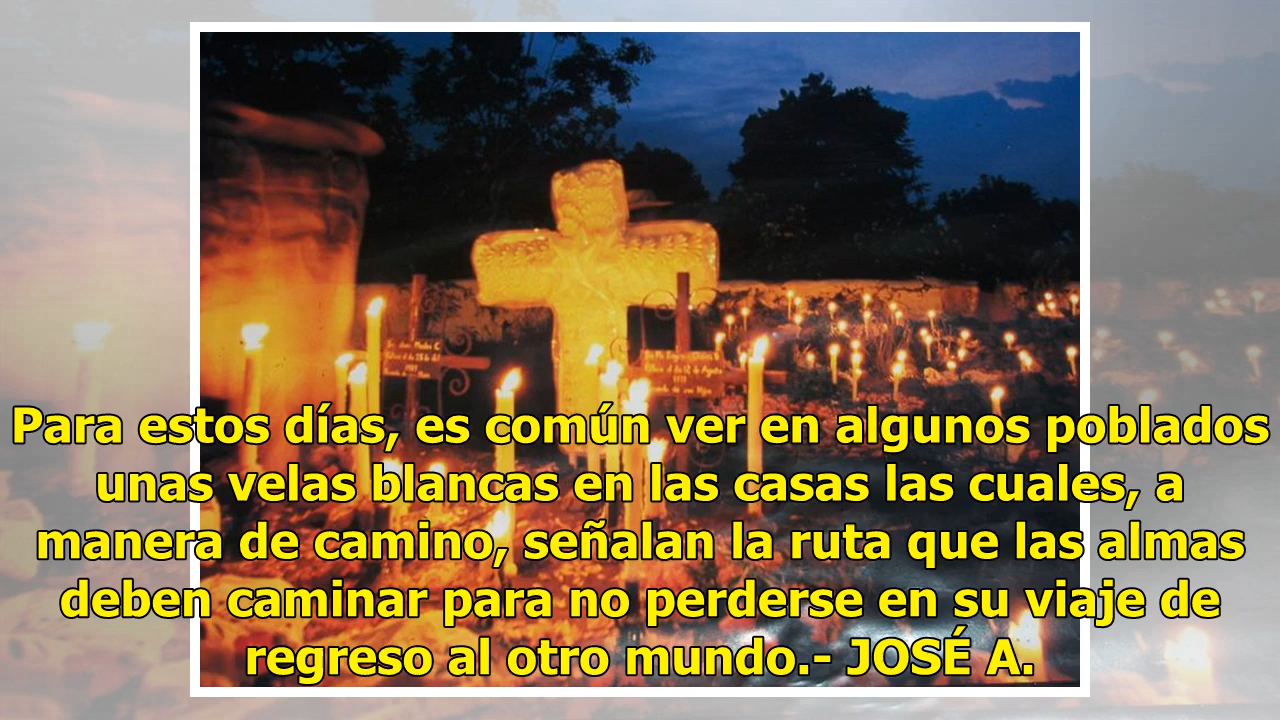 Para estos días, es común ver en algunos poblados
unas velas blancas en las casas las cuales, a
manera de camino, señalan la ruta que las almas
deben caminar para no perderse en su viaje de
regreso al otro mundo.- JOSÉ A.